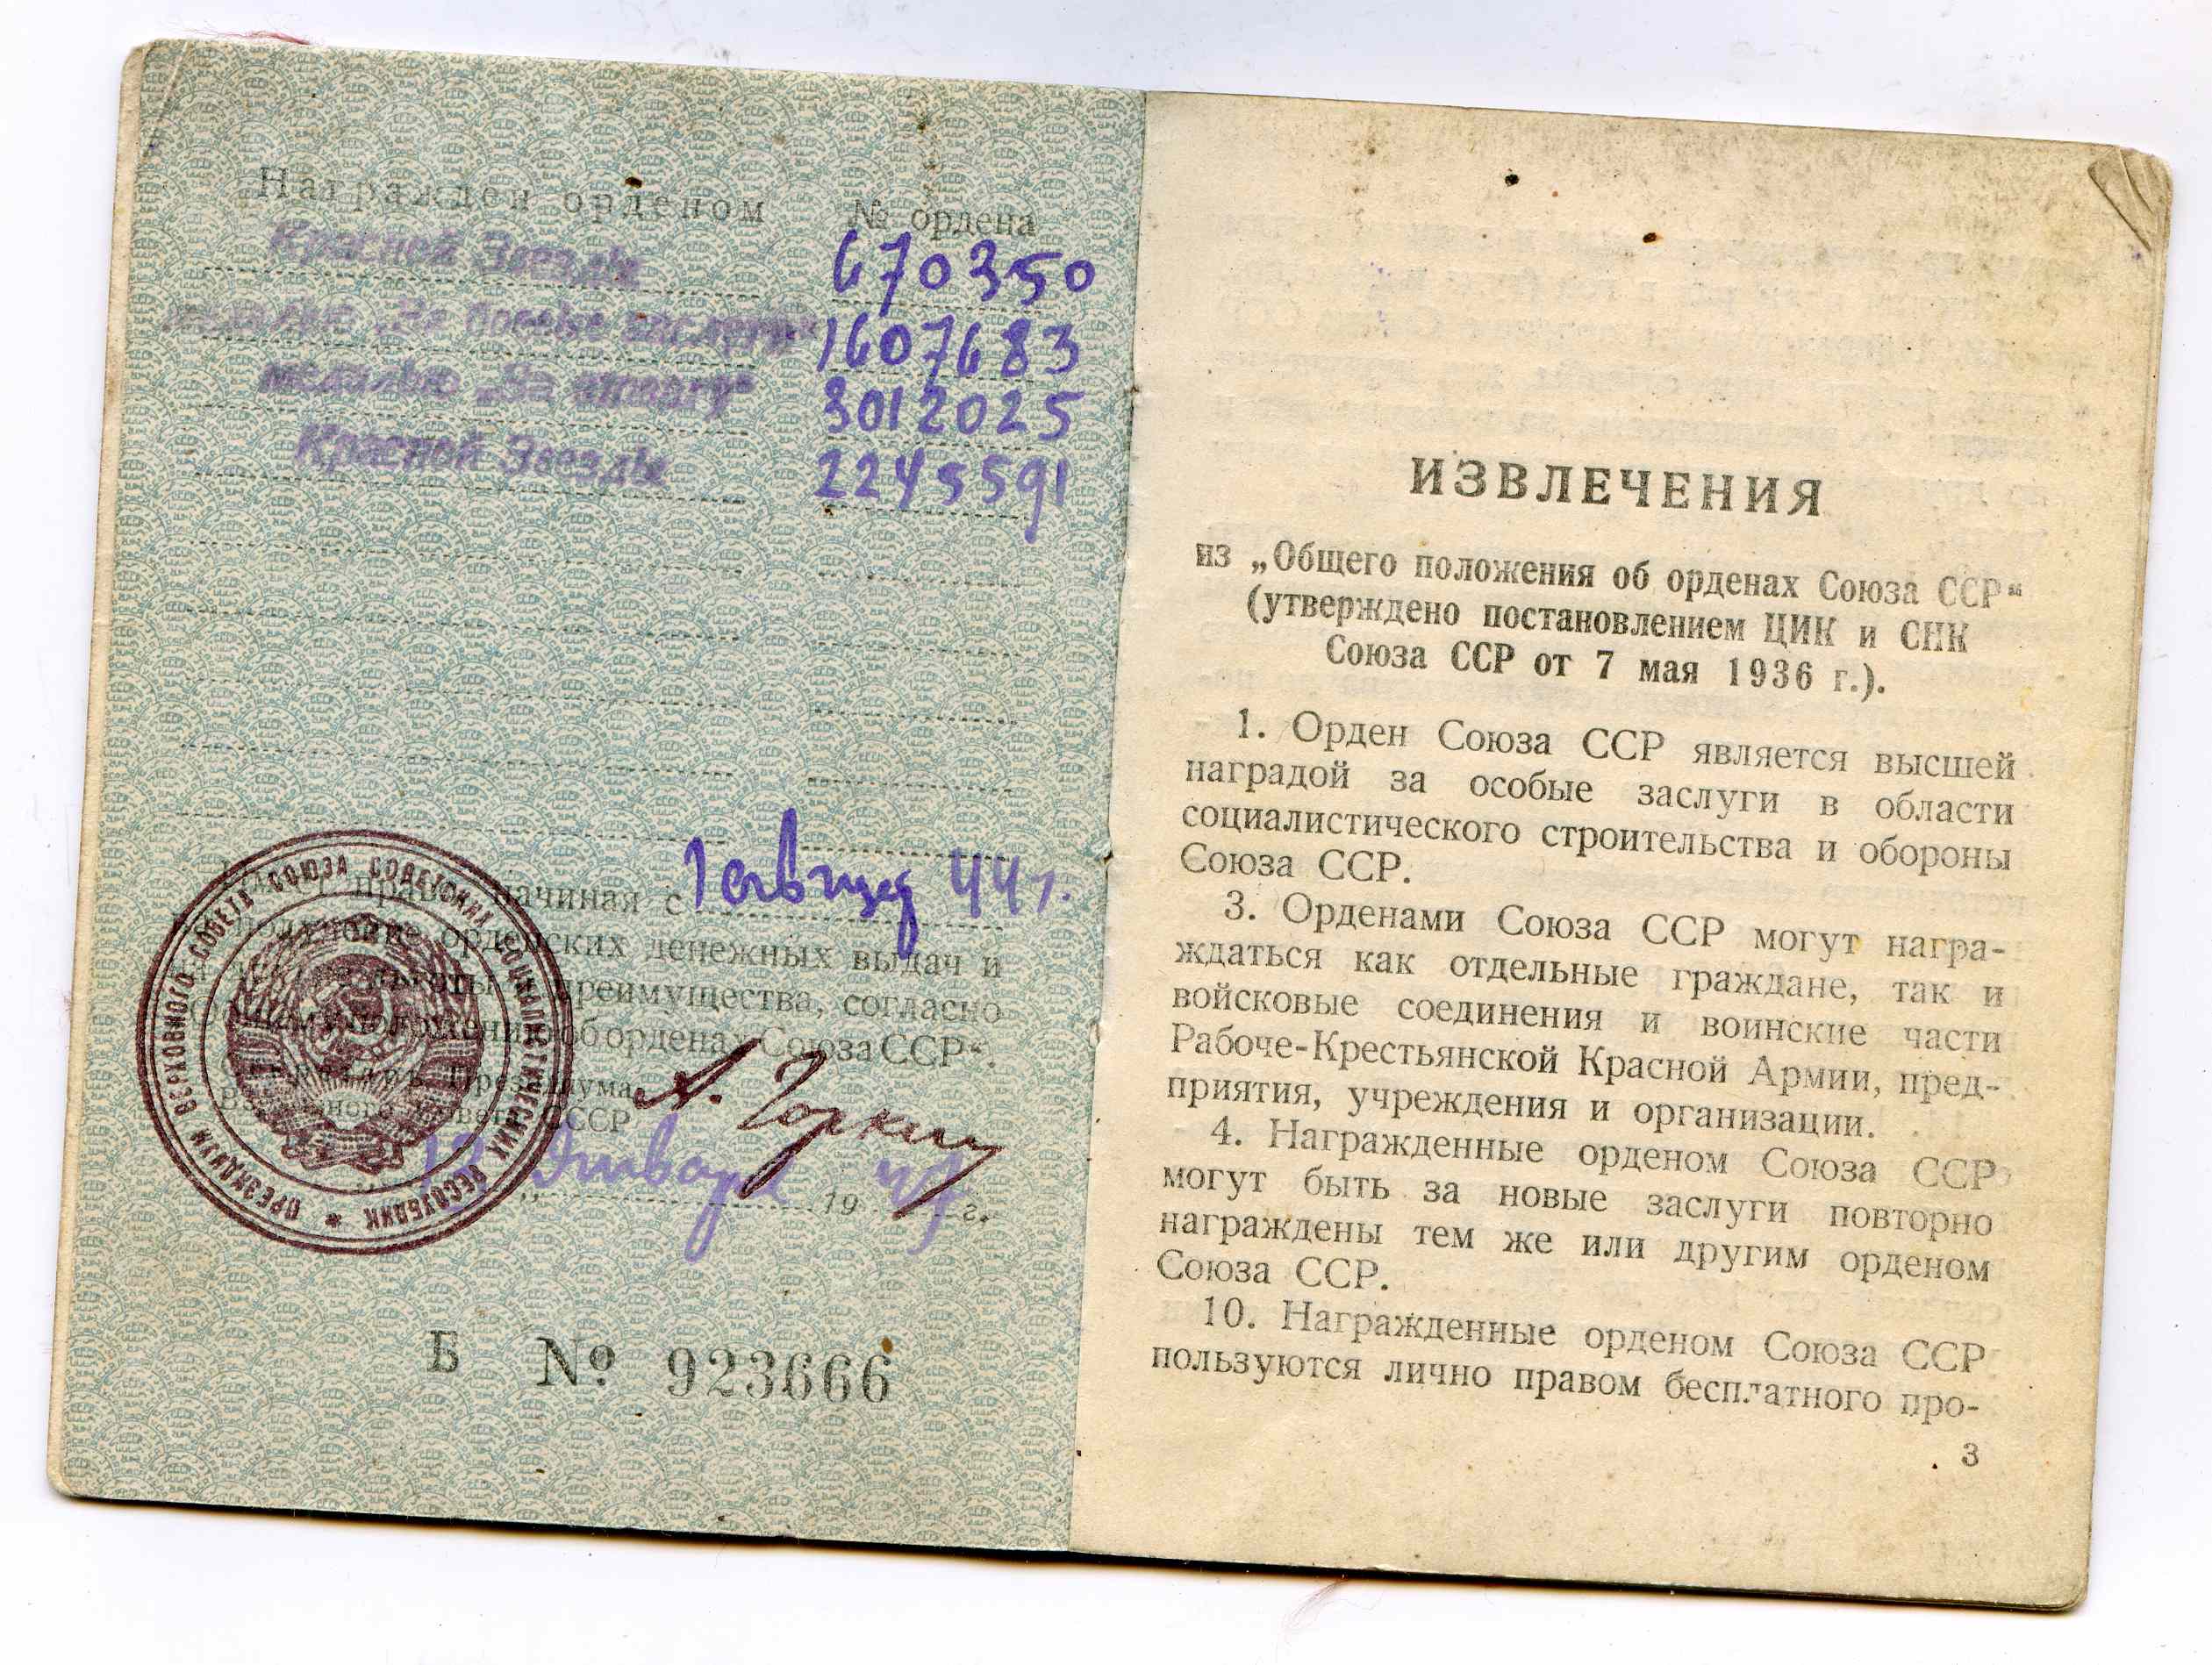 Награжден орденом № ордена
Красной Звезды 670350
медалью „За боевые заслуги“ 1607683
медалью „За отвагу“ 3012025
Красной Звезды 2245591
начиная с 1 44 г.
орденских денежных выдач и
преимущества, согласно
об орденах Союза ССР“.
Секретарь Президиума
Верховного Совета СССР А. Горкин
Января 1947 г.
ПРЕЗИДИУМ ВЕРХОВНОГО СОВЕТА СОЮЗА СОВЕТСКИХ СОЦИАЛИСТИЧЕСКИХ РЕСПУБЛИК *
Б № 923666
ИЗВЛЕЧЕНИЯ
из „Общего положения об орденах Союза ССР“
(утверждено постановлением ЦИК и СНК
Союза ССР от 7 мая 1936 г.).
1. Орден Союза ССР является высшей
наградой за особые заслуги в области
социалистического строительства и обороны
Союза ССР.
3. Орденами Союза ССР могут награ-
ждаться как отдельные граждане, так и
войсковые соединения и воинские части
Рабоче-Крестьянской Красной Армии, пред-
приятия, учреждения и организации.
4. Награжденные орденом Союза ССР
могут быть за новые заслуги повторно
награждены тем же или другим орденом
Союза ССР.
10. Награжденные орденом Союза ССР
пользуются лично правом бесплатного про-
3